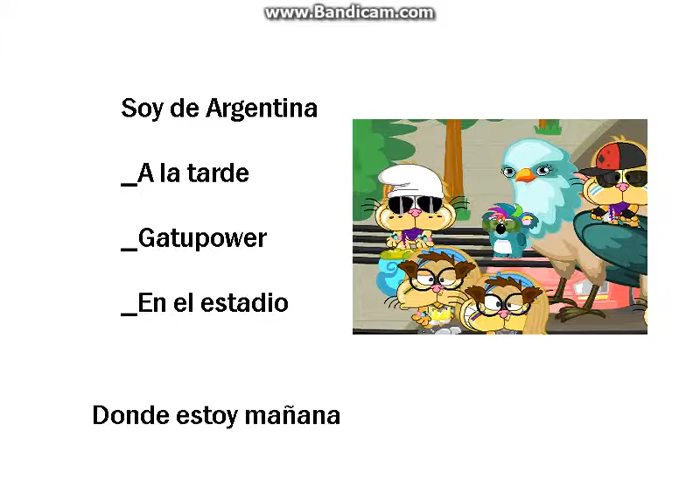 www.Bandicam.com
Soy de Argentina
_A la tarde
_Gatupower
_En el estadio
Donde estoy mañana